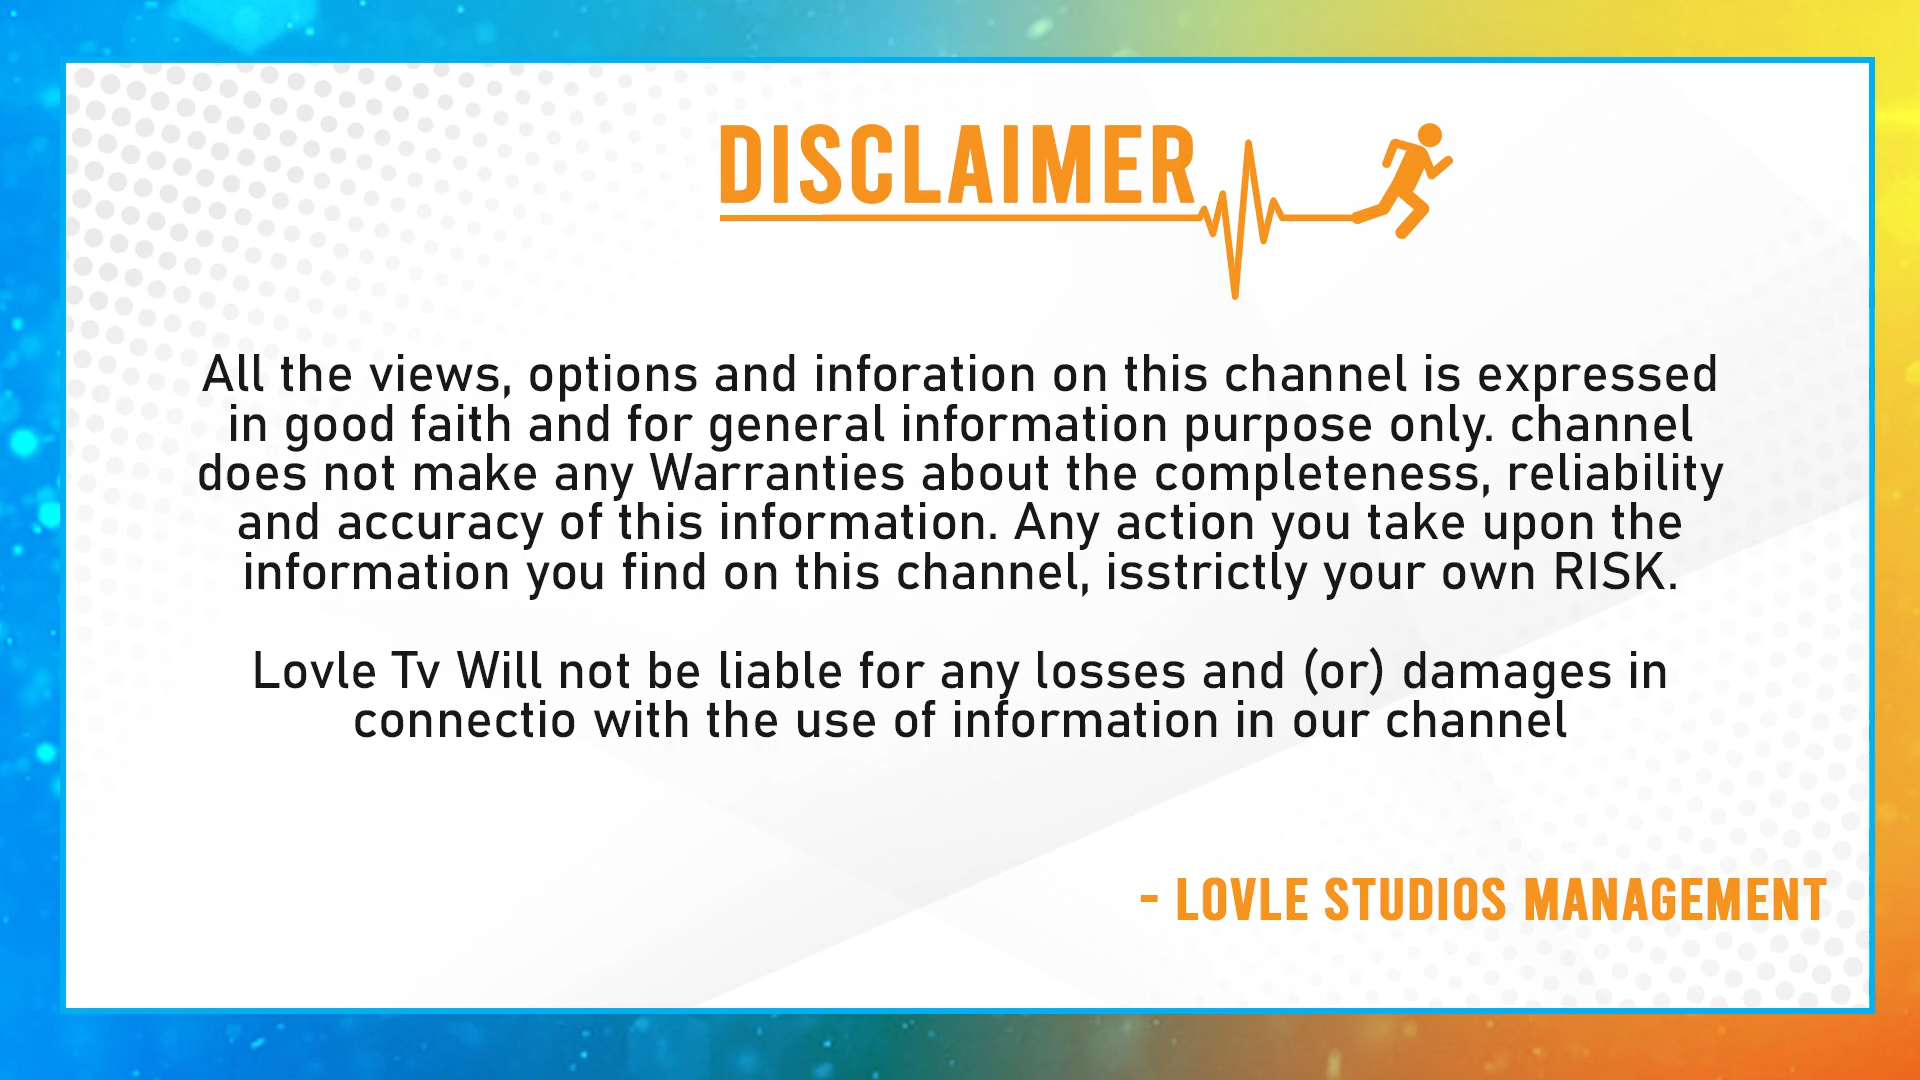 DISCLAIMER
All the views, options and inforation on this channel is expressed
in good faith and for general information purpose only. channel
does not make any Warranties about the completeness, reliability
and accuracy of this information. Any action you take upon the
information you find on this channel, isstrictly your own RISK.
Lovle Tv Will not be liable for any losses and (or) damages in
connectio with the use of information in our channel
- LOVLE STUDIOS MANAGEMENT